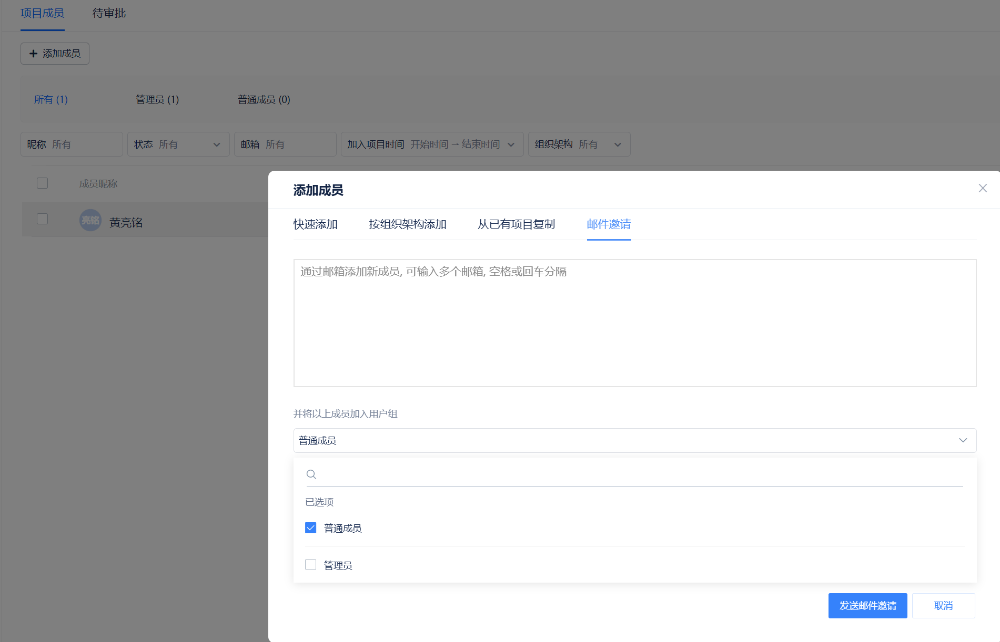 项目成员 待审批
添加成员
所有 (1) 管理员 (1) 普通成员 (0)
昵称 所有 状态 所有 邮箱 所有 加入项目时间 开始时间 → 结束时间 组织架构 所有
成员昵称
亮铭 黄亮铭
添加成员
快速添加 按组织架构添加 从已有项目复制 邮件邀请
通过邮箱添加新成员, 可输入多个邮箱, 空格或回车分隔
并将以上成员加入用户组
普通成员
已选项
普通成员
管理员
发送邮件邀请 取消